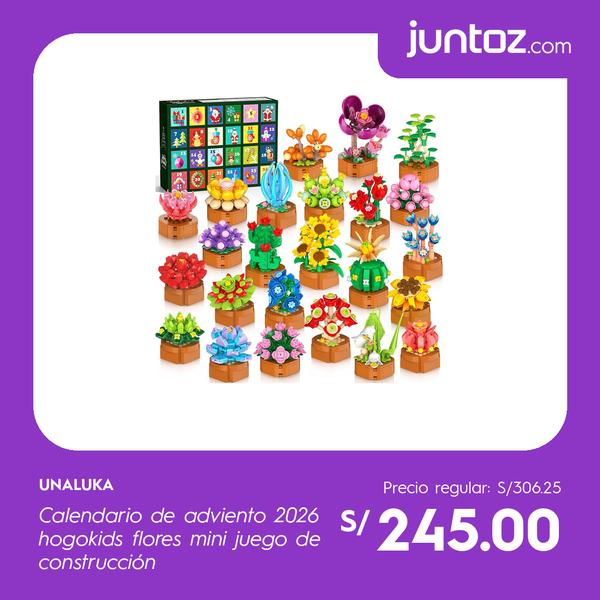 juntoz.com
UNALUKA
Calendario de adviento 2026
hogokids flores mini juego de
construcción
Precio regular: S/306.25
S/ 245.00